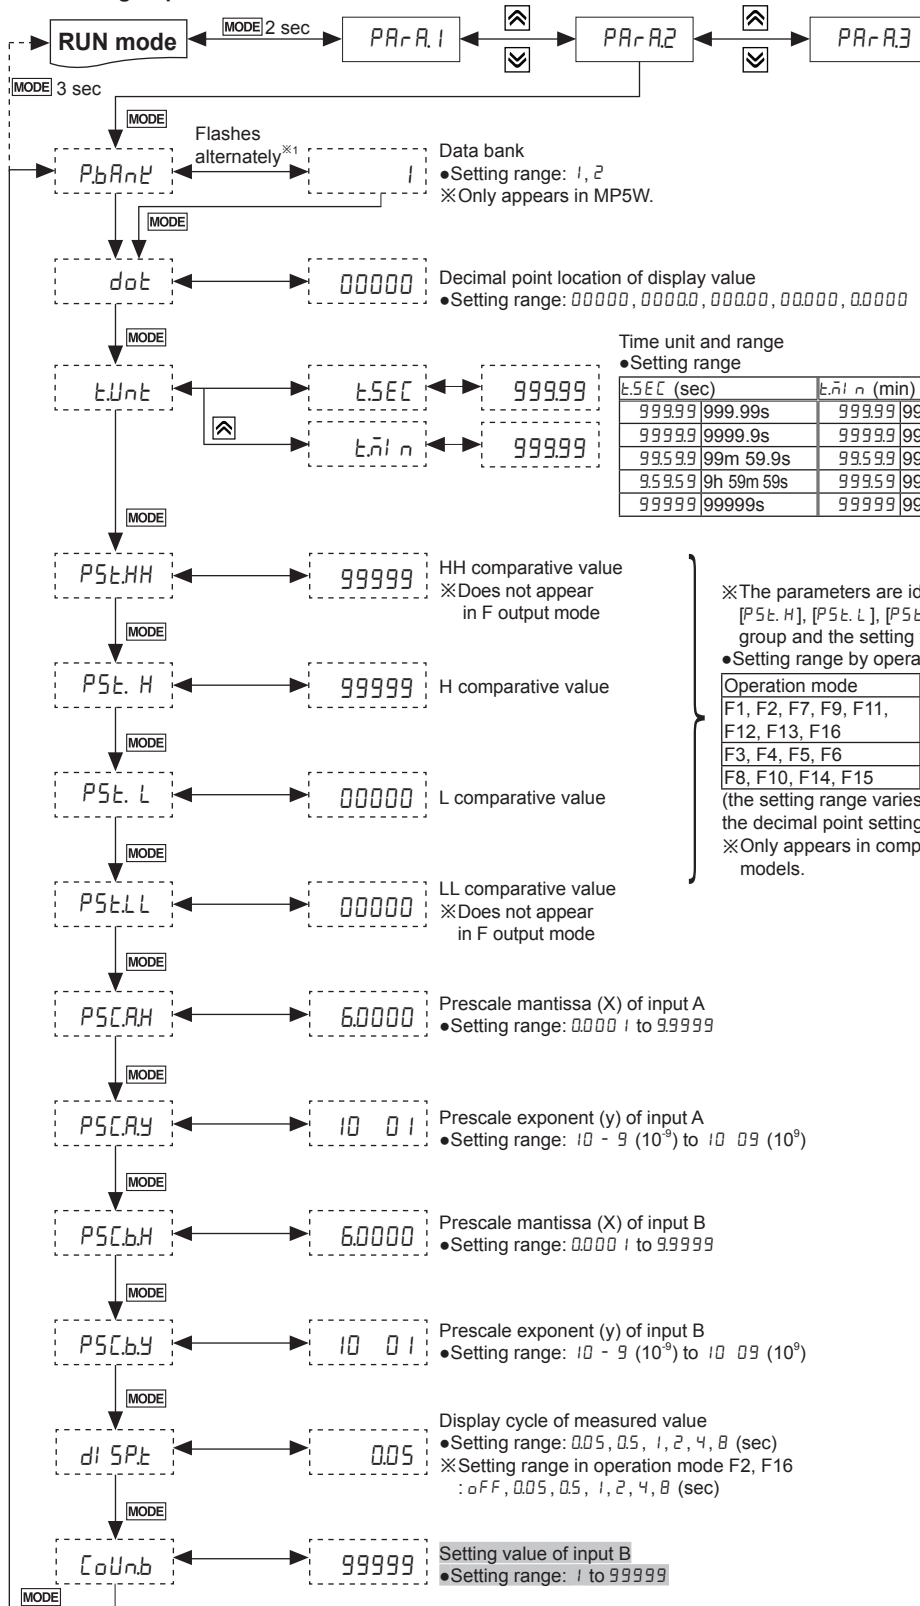 RUN mode
MODE 2 sec
PArA.1
PArA.2
PArA.3
MODE 3 sec
MODE
P.bAnK
Flashes
alternately※1
1
Data bank
●Setting range: 1, 2
※Only appears in MP5W.
MODE
dot
00000
Decimal point location of display value
●Setting range: 00000, 0000.0, 000.00, 00.000, 0.0000
MODE
t.Unt
t.SEC
999.99
t.mIn
999.99
Time unit and range
●Setting range
t.SEC (sec) t.mIn (min)
999.99 999.99s 999.99 99
9999.9 9999.9s 9999.9 99
99.59.9 99m 59.9s 99.59.9 99
9.59.59 9h 59m 59s 999.59 99
99999 99999s 99999 99
MODE
PSt.HH
99999
HH comparative value
※Does not appear
in F output mode
MODE
PSt. H
99999
H comparative value
MODE
PSt. L
00000
L comparative value
MODE
PSt.LL
00000
LL comparative value
※Does not appear
in F output mode
※The parameters are id
[PSt. H], [PSt. L], [PSt
group and the setting
●Setting range by opera
Operation mode
F1, F2, F7, F9, F11,
F12, F13, F16
F3, F4, F5, F6
F8, F10, F14, F15
(the setting range varies
the decimal point setting
※Only appears in comp
models.
MODE
PSC.A.H
6.0000
Prescale mantissa (X) of input A
●Setting range: 0.0001 to 9.9999
MODE
PSC.A.Y
10 01
Prescale exponent (y) of input A
●Setting range: 10 - 9 (10⁻⁹) to 10 09 (10⁹)
MODE
PSC.b.H
6.0000
Prescale mantissa (X) of input B
●Setting range: 0.0001 to 9.9999
MODE
PSC.b.Y
10 01
Prescale exponent (y) of input B
●Setting range: 10 - 9 (10⁻⁹) to 10 09 (10⁹)
MODE
dISP.t
0.05
Display cycle of measured value
●Setting range: 0.05, 0.5, 1, 2, 4, 8 (sec)
※Setting range in operation mode F2, F16
: oFF, 0.05, 0.5, 1, 2, 4, 8 (sec)
MODE
CoUn.b
99999
Setting value of input B
●Setting range: 1 to 99999
MODE